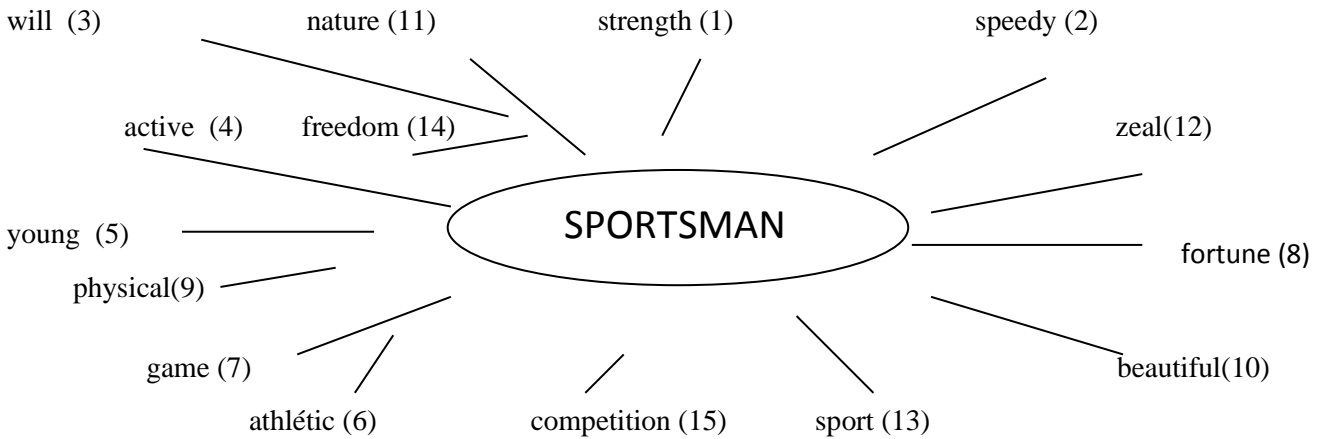 will (3) nature (11) strength (1) speedy (2)
active (4) freedom (14) zeal(12)
SPORTSMAN
young (5) fortune (8)
physical(9)
game (7) beautiful(10)
athlétic (6) competition (15) sport (13)